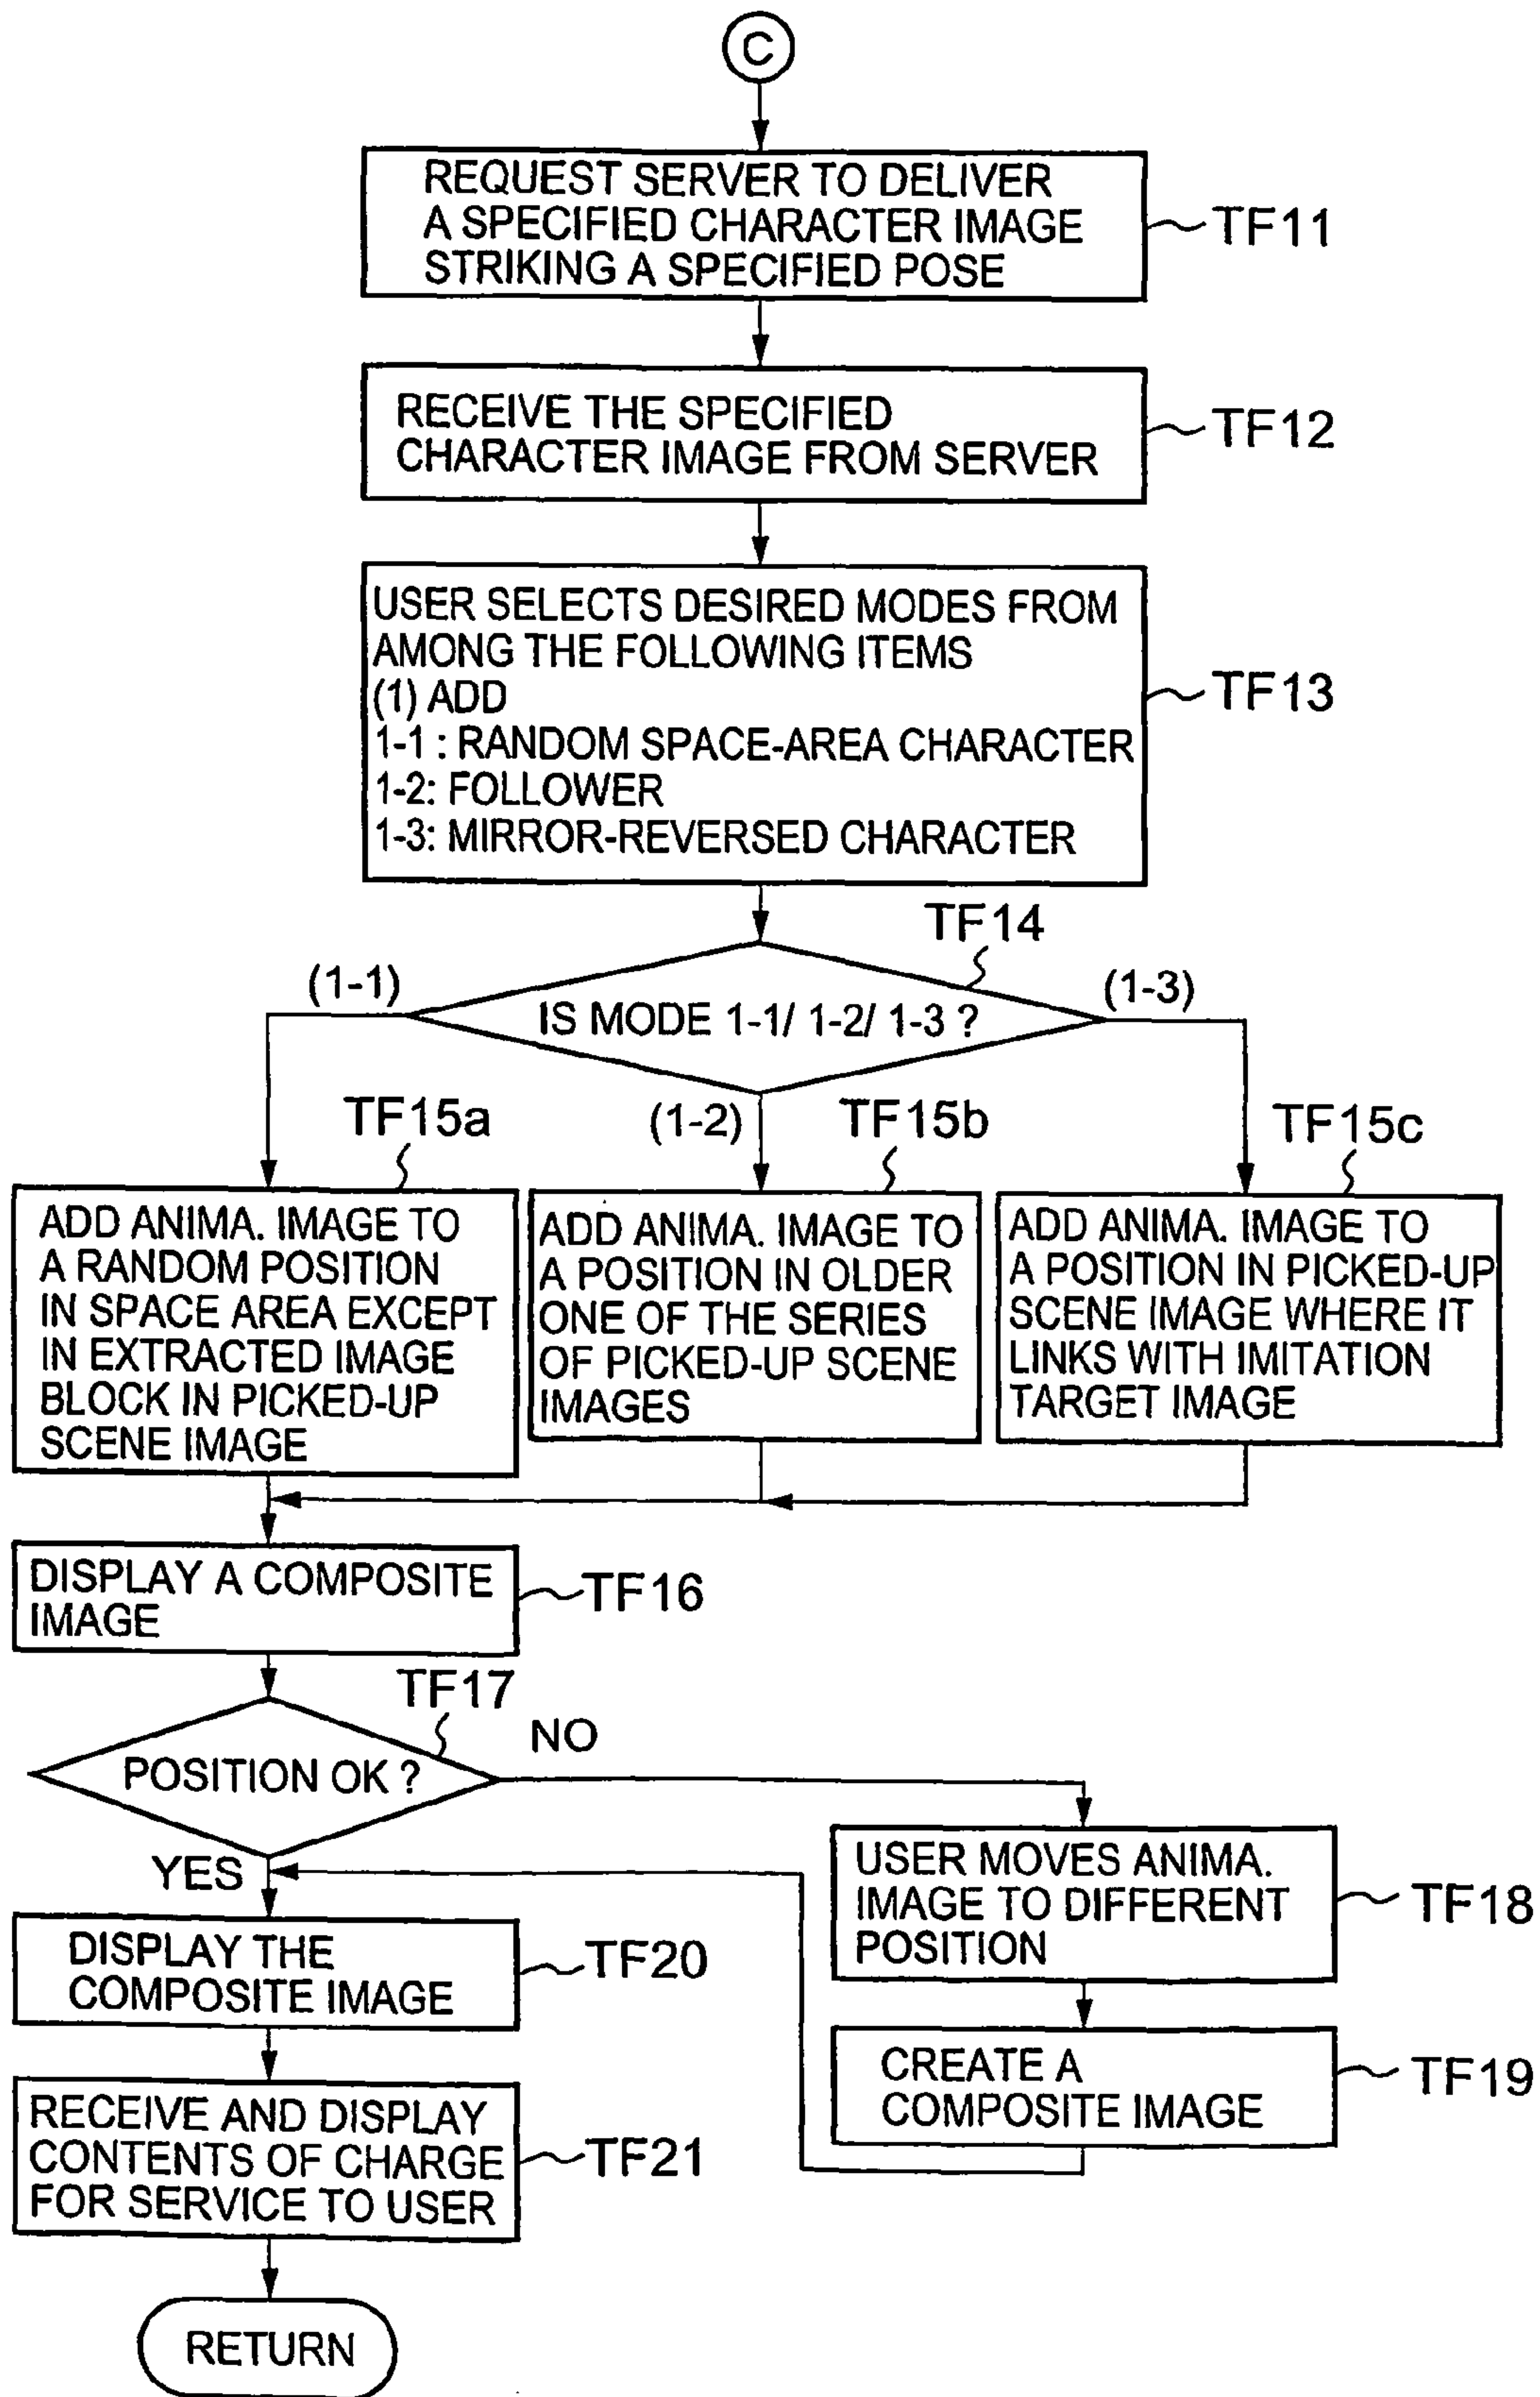 C
REQUEST SERVER TO DELIVER
A SPECIFIED CHARACTER IMAGE
STRIKING A SPECIFIED POSE
TF11
RECEIVE THE SPECIFIED
CHARACTER IMAGE FROM SERVER
TF12
USER SELECTS DESIRED MODES FROM
AMONG THE FOLLOWING ITEMS
(1) ADD
1-1 : RANDOM SPACE-AREA CHARACTER
1-2: FOLLOWER
1-3: MIRROR-REVERSED CHARACTER
TF13
TF14
IS MODE 1-1/ 1-2/ 1-3 ?
(1-1)
(1-2)
(1-3)
TF15a
ADD ANIMA. IMAGE TO
A RANDOM POSITION
IN SPACE AREA EXCEPT
IN EXTRACTED IMAGE
BLOCK IN PICKED-UP
SCENE IMAGE
TF15b
ADD ANIMA. IMAGE TO
A POSITION IN OLDER
ONE OF THE SERIES
OF PICKED-UP SCENE
IMAGES
TF15c
ADD ANIMA. IMAGE TO
A POSITION IN PICKED-UP
SCENE IMAGE WHERE IT
LINKS WITH IMITATION
TARGET IMAGE
DISPLAY A COMPOSITE
IMAGE
TF16
TF17
POSITION OK ?
NO
YES
USER MOVES ANIMA.
IMAGE TO DIFFERENT
POSITION
TF18
CREATE A
COMPOSITE IMAGE
TF19
DISPLAY THE
COMPOSITE IMAGE
TF20
RECEIVE AND DISPLAY
CONTENTS OF CHARGE
FOR SERVICE TO USER
TF21
RETURN